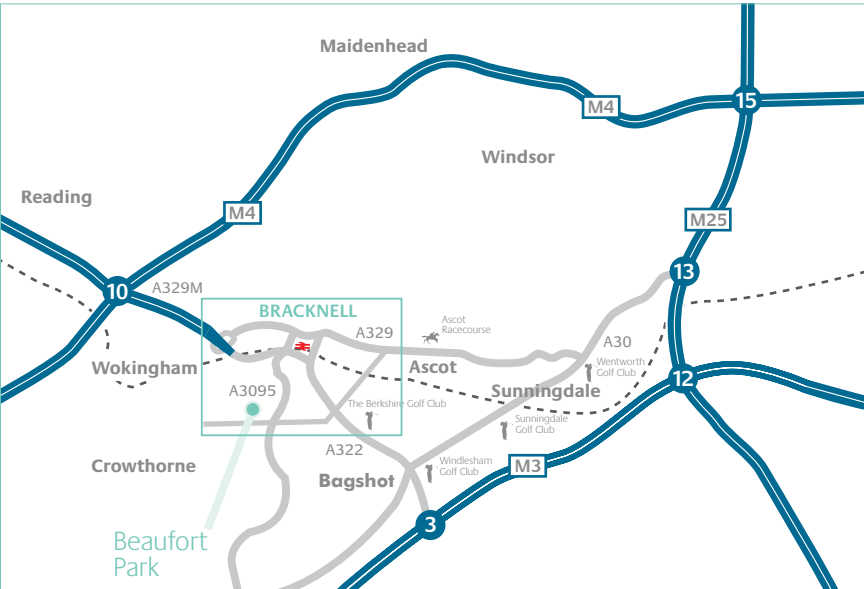 Maidenhead
M4
15
Windsor
Reading
M4
M25
13
10
A329M
BRACKNELL
Ascot
Racecourse
A329
A30
Wokingham
Ascot
Wentworth
Golf Club
12
A3095
Sunningdale
The Berkshire Golf Club
Sunningdale
Golf Club
A322
Crowthorne
Windlesham
Golf Club
M3
Bagshot
3
Beaufort
Park